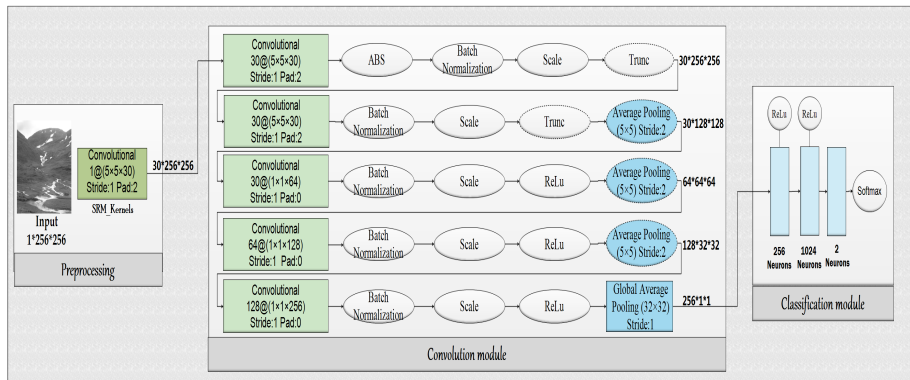 Input
1*256*256
Convolutional
1@(5×5×30)
Stride:1 Pad:2
SRM_Kernels
30*256*256
Preprocessing
Convolutional
30@(5×5×30)
Stride:1 Pad:2
ABS
Batch
Normalization
Scale
Trunc
30*256*256
Convolutional
30@(5×5×30)
Stride:1 Pad:2
Batch
Normalization
Scale
Trunc
Average Pooling
(5×5) Stride:2
30*128*128
Convolutional
30@(1×1×64)
Stride:1 Pad:0
Batch
Normalization
Scale
ReLu
Average Pooling
(5×5) Stride:2
64*64*64
Convolutional
64@(1×1×128)
Stride:1 Pad:0
Batch
Normalization
Scale
ReLu
Average Pooling
(5×5) Stride:2
128*32*32
Convolutional
128@(1×1×256)
Stride:1 Pad:0
Batch
Normalization
Scale
ReLu
Global Average
Pooling (32×32)
Stride:1
256*1*1
Convolution module
ReLu
ReLu
Softmax
256
Neurons
1024
Neurons
2
Neurons
Classification module